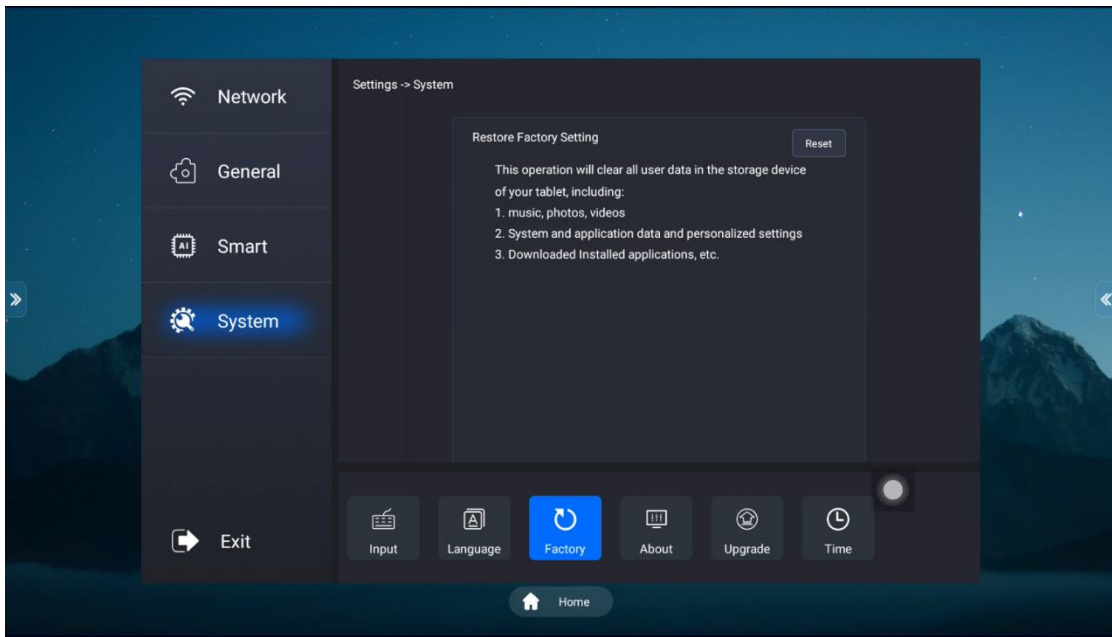 Network
General
AI
Smart
System
Exit
Settings -> System
Restore Factory Setting
Reset
This operation will clear all user data in the storage device
of your tablet, including:
1. music, photos, videos
2. System and application data and personalized settings
3. Downloaded Installed applications, etc.
A
Input
Language
Factory
About
Upgrade
Time
Home